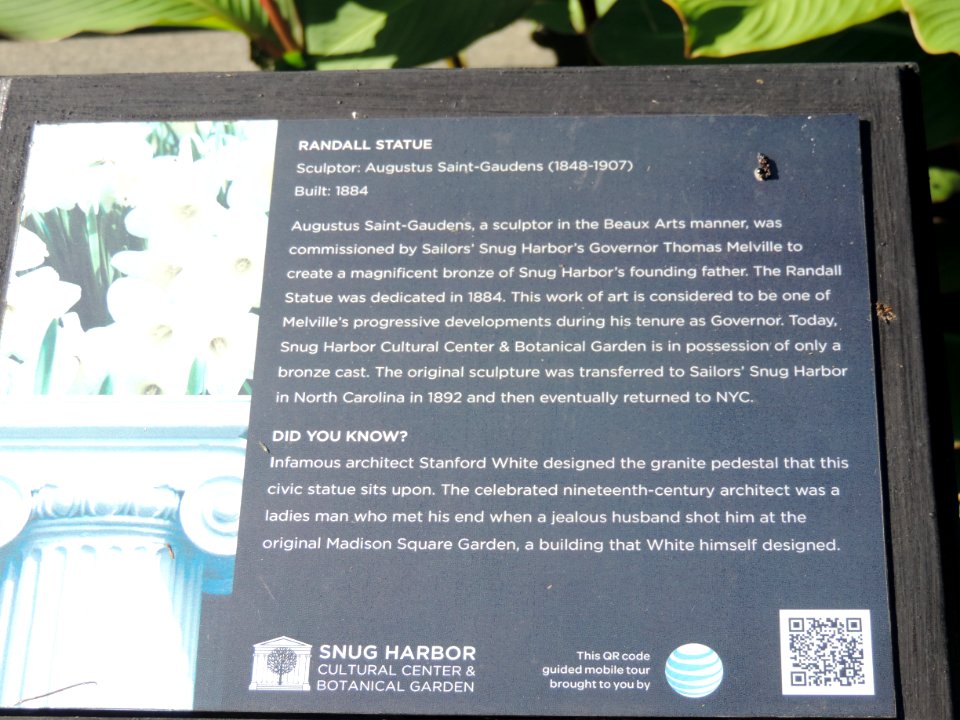 RANDALL STATUE
Sculptor: Augustus Saint-Gaudens (1848-1907)
Built: 1884
Augustus Saint-Gaudens, a sculptor in the Beaux Arts manner, was
commissioned by Sailors' Snug Harbor's Governor Thomas Melville to
create a magnificent bronze of Snug Harbor's founding father. The Randall
Statue was dedicated in 1884. This work of art is considered to be one of
Melville's progressive developments during his tenure as Governor. Today,
Snug Harbor Cultural Center & Botanical Garden is in possession of only a
bronze cast. The original sculpture was transferred to Sailors' Snug Harbor
in North Carolina in 1892 and then eventually returned to NYC.
DID YOU KNOW?
Infamous architect Stanford White designed the granite pedestal that this
civic statue sits upon. The celebrated nineteenth-century architect was a
ladies man who met his end when a jealous husband shot him at the
original Madison Square Garden, a building that White himself designed.
SNUG HARBOR
CULTURAL CENTER &
BOTANICAL GARDEN
This QR code
guided mobile tour
brought to you by